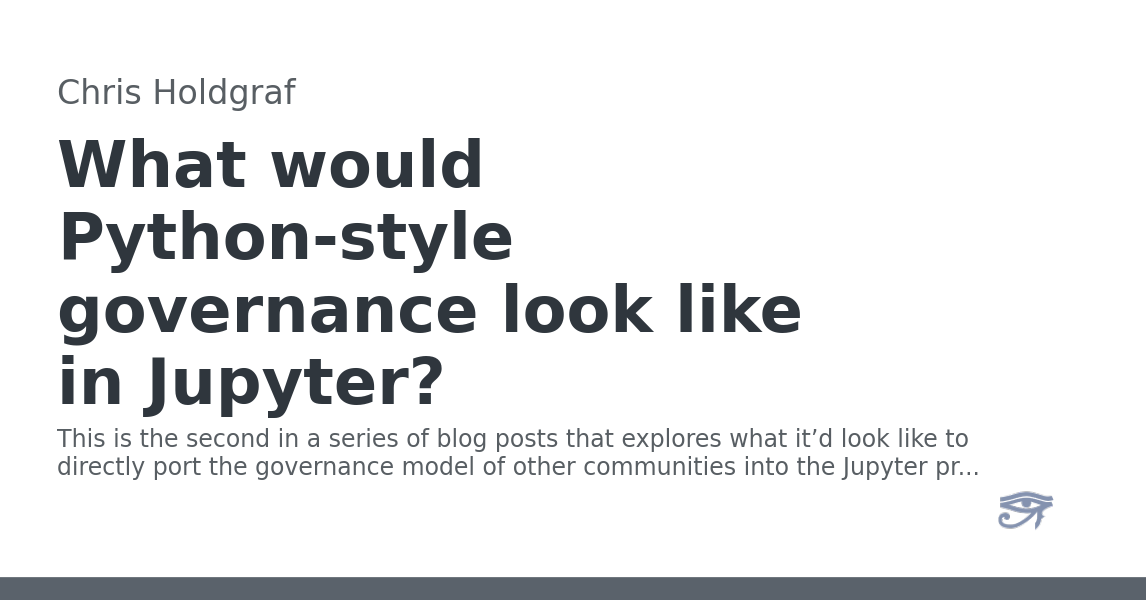 Chris Holdgraf
What would
Python-style
governance look like
in Jupyter?
This is the second in a series of blog posts that explores what it’d look like to
directly port the governance model of other communities into the Jupyter pr...